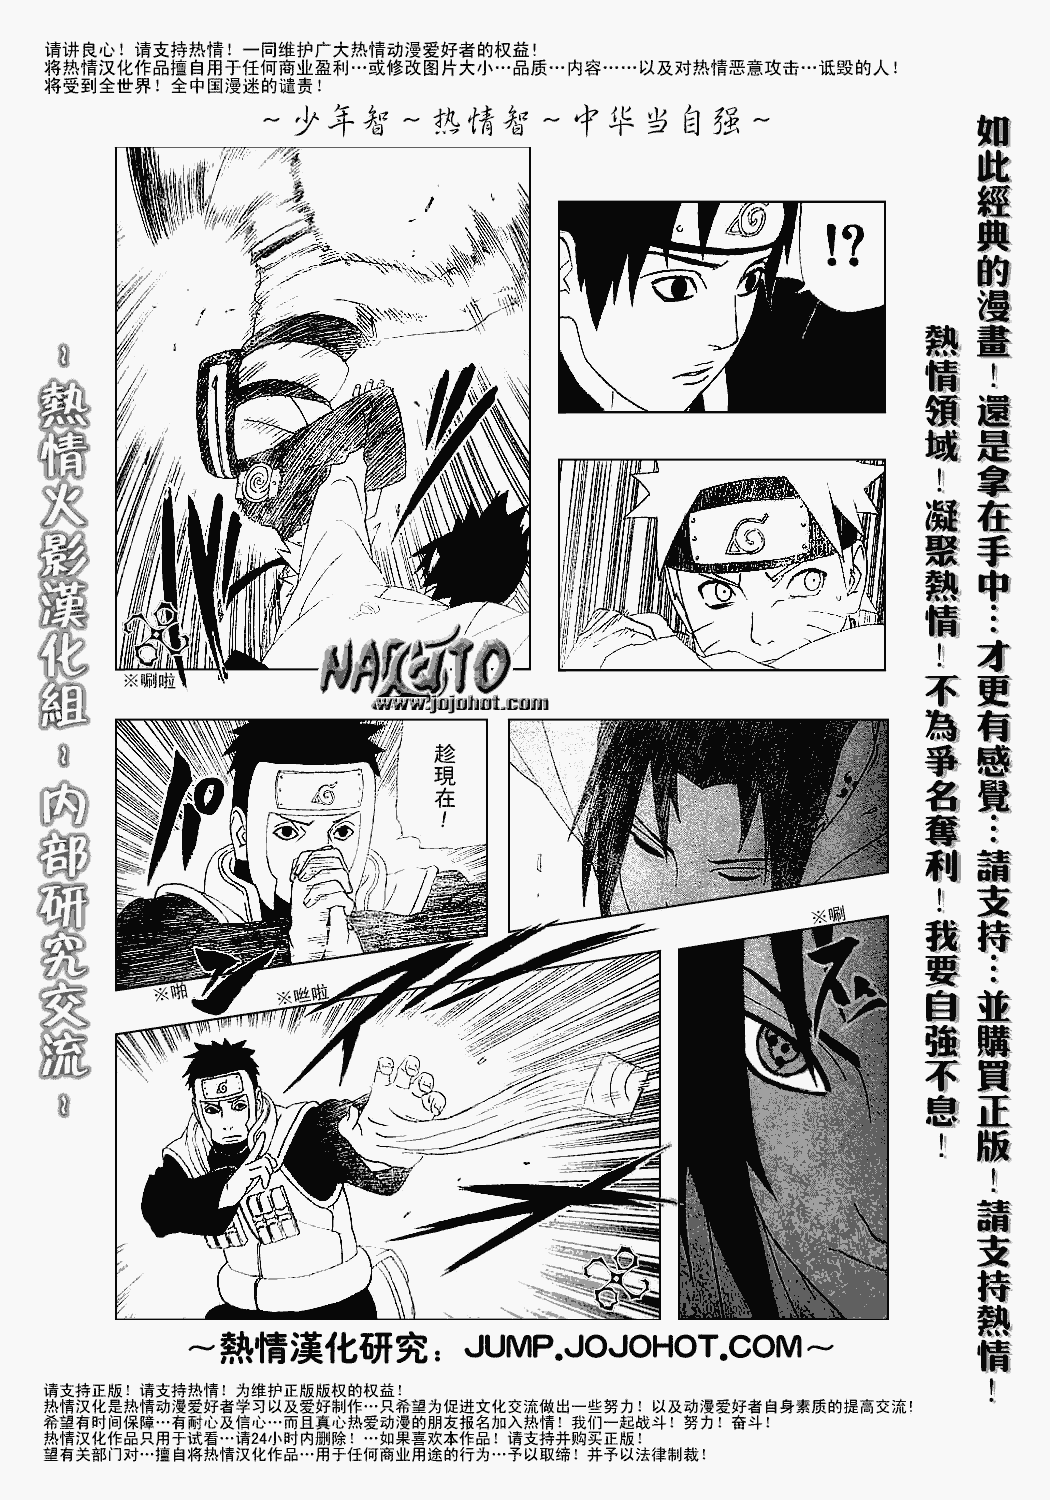 请讲良心！请支持热情！一同维护广大热情动漫爱好者的权益！
将热情汉化作品擅自用于任何商业盈利…或修改图片大小…品质…内容……以及对热情恶意攻击…诋毁的人！
将受到全世界！全中国漫迷的谴责！
～少年智～热情智～中华当自强～
如此經典的漫畫！還是拿在手中…才更有感覺…請支持…並購買正版！請支持熱情！
熱情領域！凝聚熱情！不為爭名奪利！我要自強不息！
～熱情火影漢化組～内部研究交流～
!?
※唰啦
NARUTO
www.jojohot.com
趁現在！
パン
※啪
※唰
※哗啦
～熱情漢化研究：JUMP.JOJOHOT.COM～
请支持正版！请支持热情！为维护正版版权的权益！
热情汉化是热情动漫爱好者学习以及爱好制作…只希望为促进文化交流做出一些努力！以及动漫爱好者自身素质的提高交流！
希望有时间保障…有耐心及信心…而且真心热爱动漫的朋友报名加入热情！我们一起战斗！努力！奋斗！
热情汉化作品只用于试看…请24小时内删除！…如果喜欢本作品！请支持并购买正版！
望有关部门对…擅自将热情汉化作品…用于任何商业用途的行为…予以取缔！并予以法律制裁！